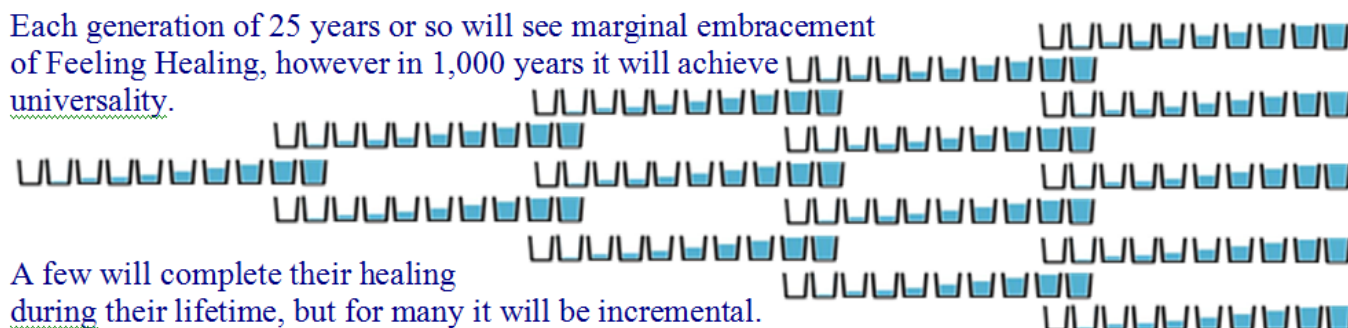 Each generation of 25 years or so will see marginal embracement
of Feeling Healing, however in 1,000 years it will achieve
universality.
A few will complete their healing
during their lifetime, but for many it will be incremental.